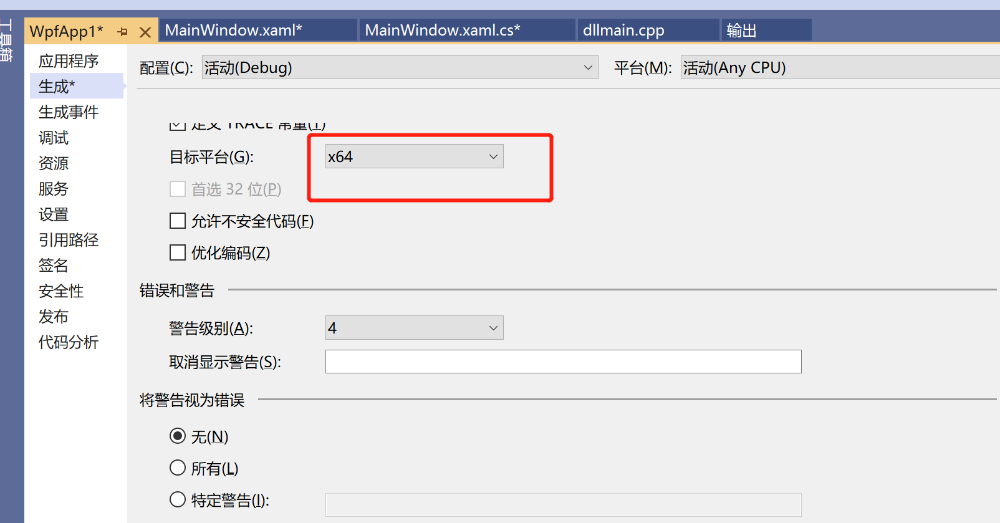 工具箱
WpfApp1*
MainWindow.xaml*
MainWindow.xaml.cs*
dllmain.cpp
输出
应用程序
生成*
生成事件
调试
资源
服务
设置
引用路径
签名
安全性
发布
代码分析
配置(C):
活动(Debug)
平台(M):
活动(Any CPU)
定义 TRACE 常量(T)
目标平台(G):
x64
首选 32 位(P)
允许不安全代码(F)
优化编码(Z)
错误和警告
警告级别(A):
4
取消显示警告(S):
将警告视为错误
无(N)
所有(L)
特定警告(I):